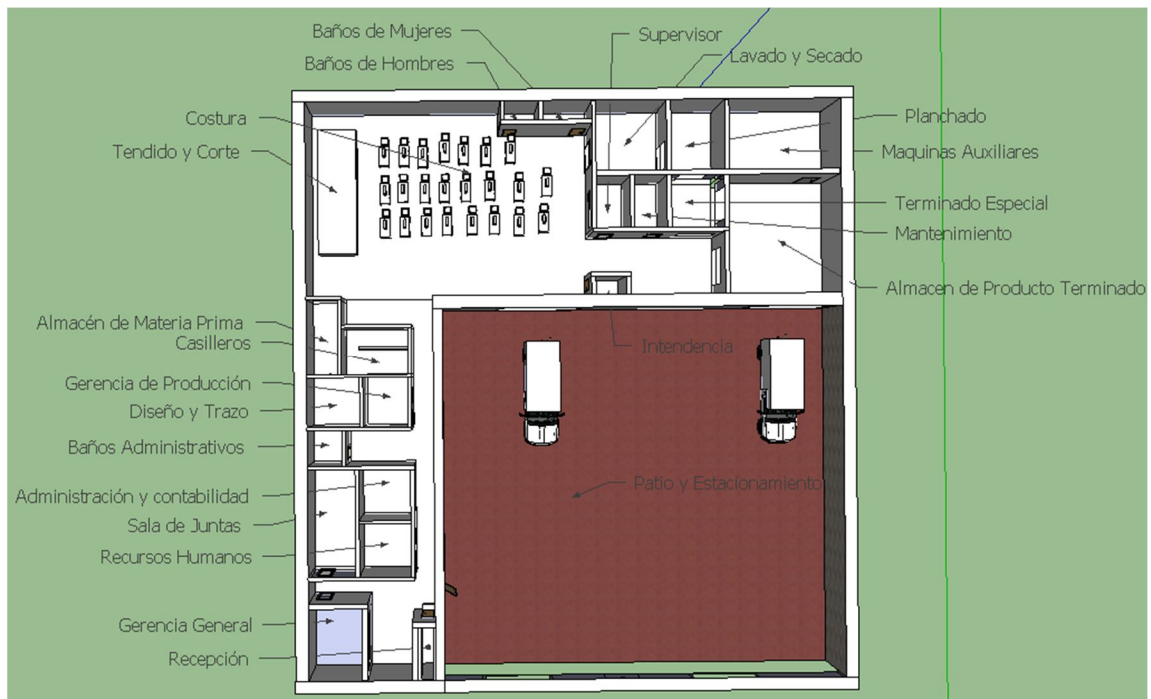 Baños de Mujeres
Supervisor
Baños de Hombres
Lavado y Secado
Costura
Planchado
Tendido y Corte
Maquinas Auxiliares
Terminado Especial
Mantenimiento
Almacen de Producto Terminado
Almacén de Materia Prima
Casilleros
Intendencia
Gerencia de Producción
Diseño y Trazo
Baños Administrativos
Patio y Estacionamiento
Administración y contabilidad
Sala de Juntas
Recursos Humanos
Gerencia General
Recepción